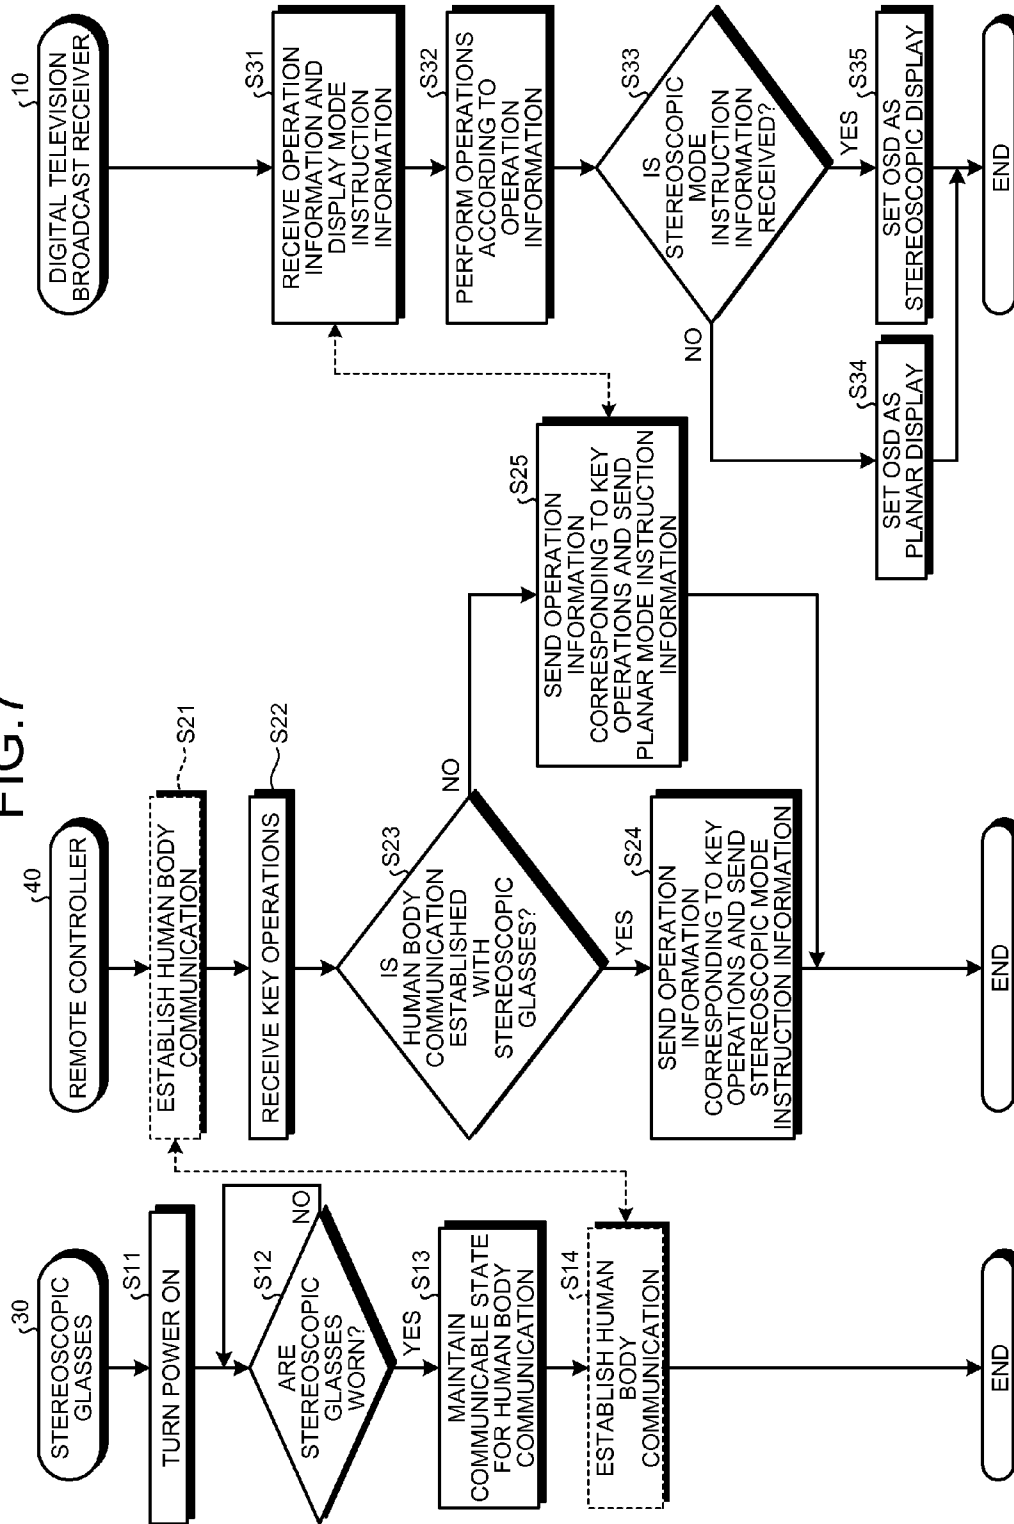 FIG.7
30
STEREOSCOPIC
GLASSES
S11
TURN POWER ON
S12
ARE
STEREOSCOPIC
GLASSES
WORN?
NO
YES
S13
MAINTAIN
COMMUNICABLE STATE
FOR HUMAN BODY
COMMUNICATION
S14
ESTABLISH HUMAN
BODY
COMMUNICATION
END
40
REMOTE CONTROLLER
S21
ESTABLISH HUMAN BODY
COMMUNICATION
S22
RECEIVE KEY OPERATIONS
S23
IS
HUMAN BODY
COMMUNICATION
ESTABLISHED
WITH
STEREOSCOPIC
GLASSES?
NO
YES
S24
SEND OPERATION
INFORMATION
CORRESPONDING TO KEY
OPERATIONS AND SEND
STEREOSCOPIC MODE
INSTRUCTION INFORMATION
S25
SEND OPERATION
INFORMATION
CORRESPONDING TO KEY
OPERATIONS AND SEND
PLANAR MODE INSTRUCTION
INFORMATION
END
10
DIGITAL TELEVISION
BROADCAST RECEIVER
S31
RECEIVE OPERATION
INFORMATION AND
DISPLAY MODE
INSTRUCTION
INFORMATION
S32
PERFORM OPERATIONS
ACCORDING TO
OPERATION
INFORMATION
S33
IS
STEREOSCOPIC
MODE
INSTRUCTION
INFORMATION
RECEIVED?
NO
YES
S34
SET OSD AS
PLANAR DISPLAY
S35
SET OSD AS
STEREOSCOPIC DISPLAY
END